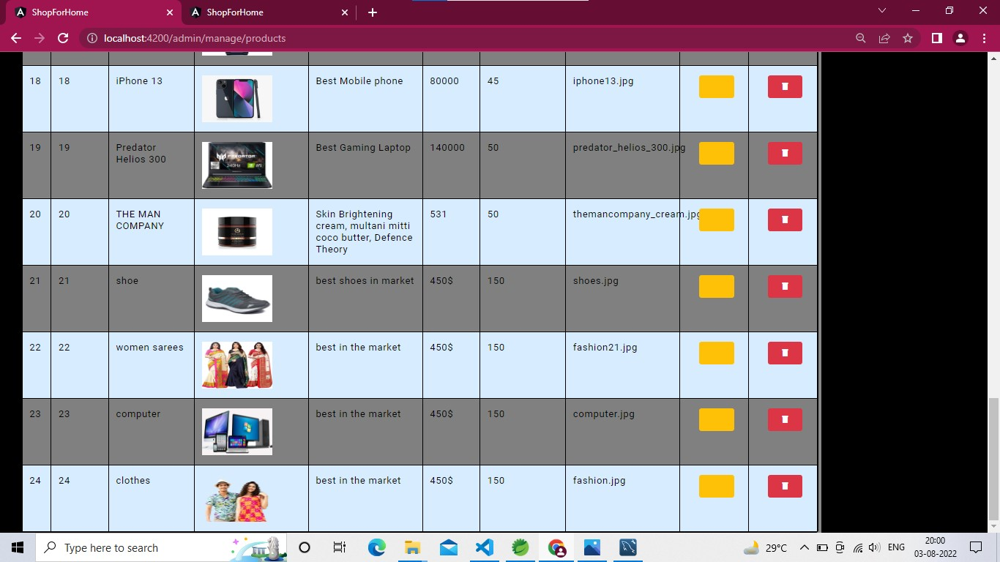 ShopForHome
ShopForHome
localhost:4200/admin/manage/products
18 18 iPhone 13 Best Mobile phone 80000 45 iphone13.jpg
19 19 Predator Best Gaming Laptop 140000 50 predator_helios_300.jpg
Helios 300
PREDATOR
240Hz
20 20 THE MAN Skin Brightening 531 50 themancompany_cream.jpg
COMPANY cream, multani mitti
coco butter, Defence
Theory
21 21 shoe best shoes in market 450$ 150 shoes.jpg
22 22 women sarees best in the market 450$ 150 fashion21.jpg
23 23 computer best in the market 450$ 150 computer.jpg
24 24 clothes best in the market 450$ 150 fashion.jpg
Type here to search
29°C
ENG
20:00
03-08-2022